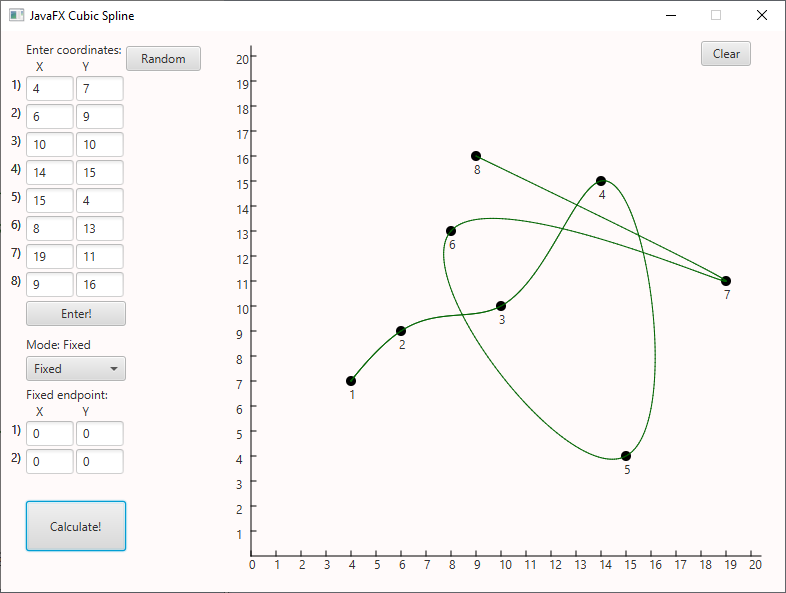 JavaFX Cubic Spline
Enter coordinates:
X Y
Random
Clear
1) 4 7
2) 6 9
3) 10 10
4) 14 15
5) 15 4
6) 8 13
7) 19 11
8) 9 16
Enter!
Mode: Fixed
Fixed
Fixed endpoint:
X Y
1) 0 0
2) 0 0
Calculate!
20
19
18
17
16
15
14
13
12
11
10
9
8
7
6
5
4
3
2
1
8
4
6
7
3
2
1
5
0 1 2 3 4 5 6 7 8 9 10 11 12 13 14 15 16 17 18 19 20